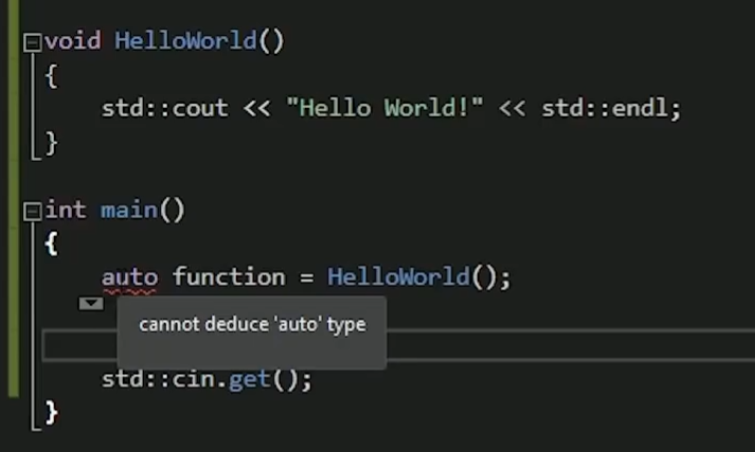 void HelloWorld()
{
std::cout << "Hello World!" << std::endl;
}
int main()
{
auto function = HelloWorld();
cannot deduce 'auto' type
std::cin.get();
}